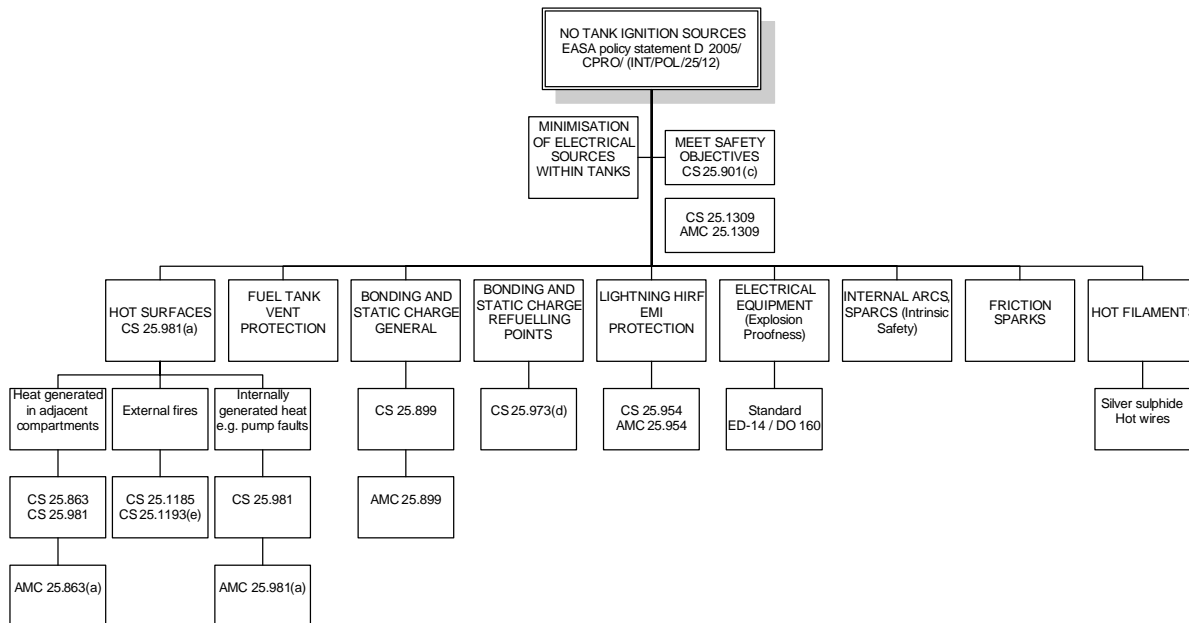 NO TANK IGNITION SOURCES
EASA policy statement D 2005/
CPRO/ (INT/POL/25/12)
MINIMISATION
OF ELECTRICAL
SOURCES
WITHIN TANKS
MEET SAFETY
OBJECTIVES
CS 25.901(c)
CS 25.1309
AMC 25.1309
HOT SURFACES
CS 25.981(a)
FUEL TANK
VENT
PROTECTION
BONDING AND
STATIC CHARGE
GENERAL
BONDING AND
STATIC CHARGE
REFUELLING
POINTS
LIGHTNING HIRF
EMI
PROTECTION
ELECTRICAL
EQUIPMENT
(Explosion
Proofness)
INTERNAL ARCS,
SPARCS (Intrinsic
Safety)
FRICTION
SPARKS
HOT FILAMENTS
Heat generated
in adjacent
compartments
External fires
Internally
generated heat
e.g. pump faults
CS 25.899
CS 25.973(d)
CS 25.954
AMC 25.954
Standard
ED-14 / DO 160
Silver sulphide
Hot wires
CS 25.863
CS 25.981
CS 25.1185
CS 25.1193(e)
CS 25.981
AMC 25.899
AMC 25.863(a)
AMC 25.981(a)